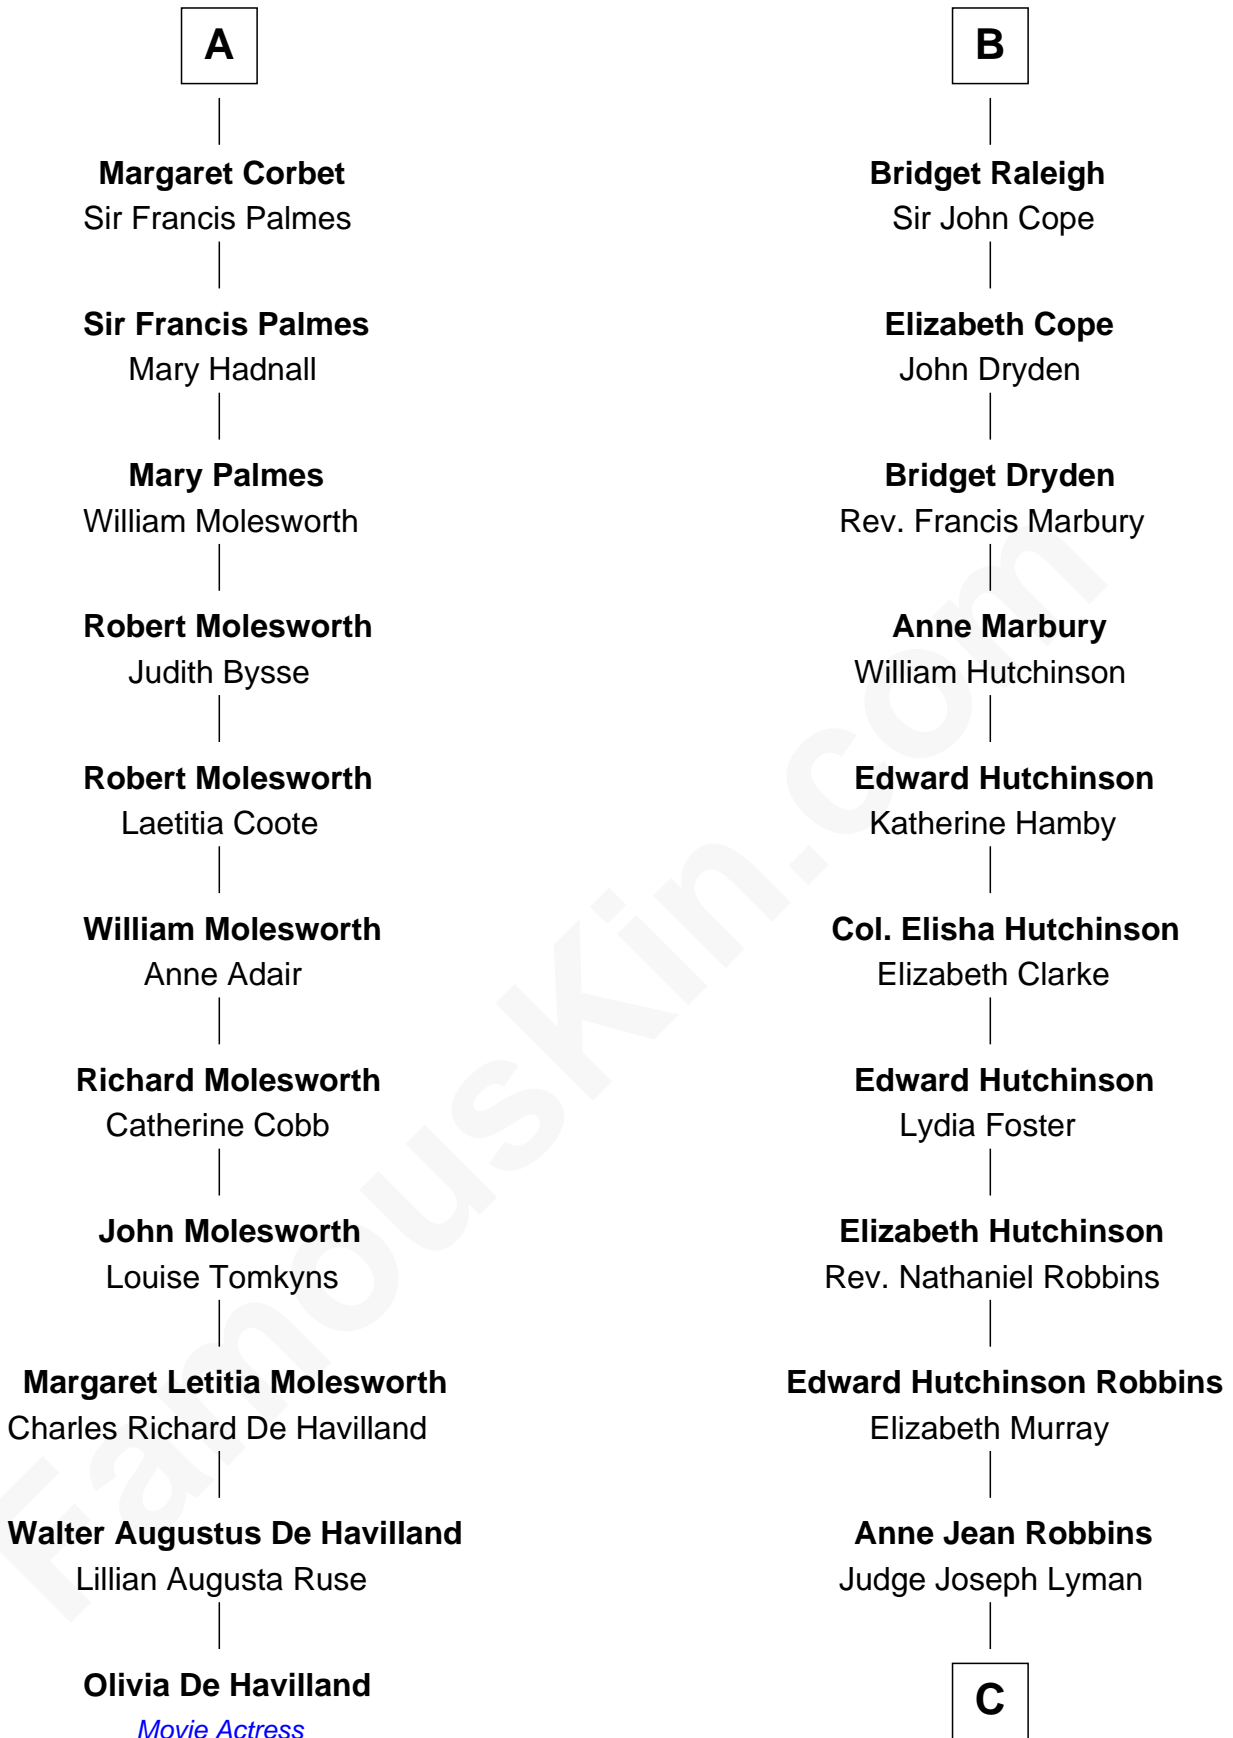 A
Margaret Corbet
Sir Francis Palmes
Sir Francis Palmes
Mary Hadnall
Mary Palmes
William Molesworth
Robert Molesworth
Judith Bysse
Robert Molesworth
Laetitia Coote
William Molesworth
Anne Adair
Richard Molesworth
Catherine Cobb
John Molesworth
Louise Tomkyns
Margaret Letitia Molesworth
Charles Richard De Havilland
Walter Augustus De Havilland
Lillian Augusta Ruse
Olivia De Havilland
Movie Actress
B
Bridget Raleigh
Sir John Cope
Elizabeth Cope
John Dryden
Bridget Dryden
Rev. Francis Marbury
Anne Marbury
William Hutchinson
Edward Hutchinson
Katherine Hamby
Col. Elisha Hutchinson
Elizabeth Clarke
Edward Hutchinson
Lydia Foster
Elizabeth Hutchinson
Rev. Nathaniel Robbins
Edward Hutchinson Robbins
Elizabeth Murray
Anne Jean Robbins
Judge Joseph Lyman
C
FamousKin.com